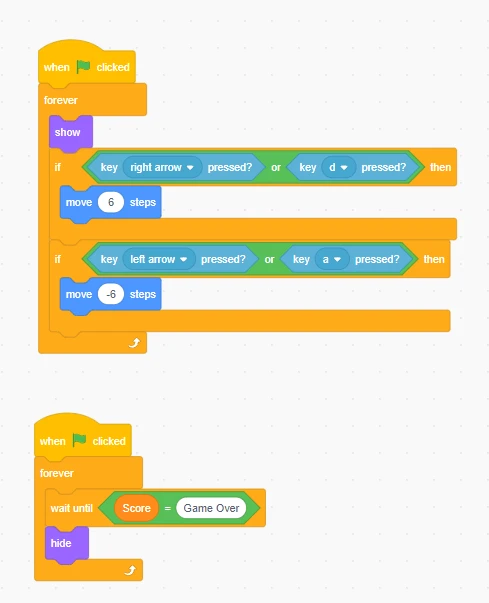 when clicked
forever
show
if key right arrow pressed? or key d pressed? then
move 6 steps
if key left arrow pressed? or key a pressed? then
move -6 steps
when clicked
forever
wait until Score = Game Over
hide